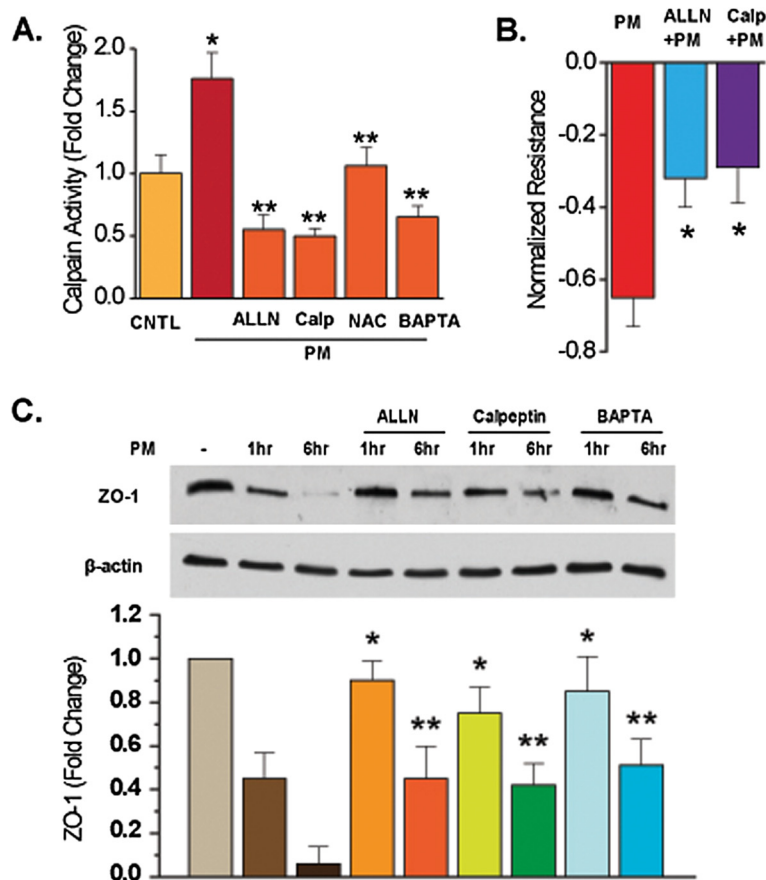 A.
Calpain Activity (Fold Change)
2.0
1.5
1.0
0.5
0.0
*
**
**
**
**
CNTL
ALLN
Calp
NAC
BAPTA
PM
B.
PM
ALLN
+PM
Calp
+PM
Normalized Resistance
0.0
-0.2
-0.4
-0.6
-0.8
*
*
C.
ALLN
Calpeptin
BAPTA
PM - 1hr 6hr 1hr 6hr 1hr 6hr 1hr 6hr
ZO-1
β-actin
ZO-1 (Fold Change)
1.2
1.0
0.8
0.6
0.4
0.2
0.0
*
**
*
**
*
**